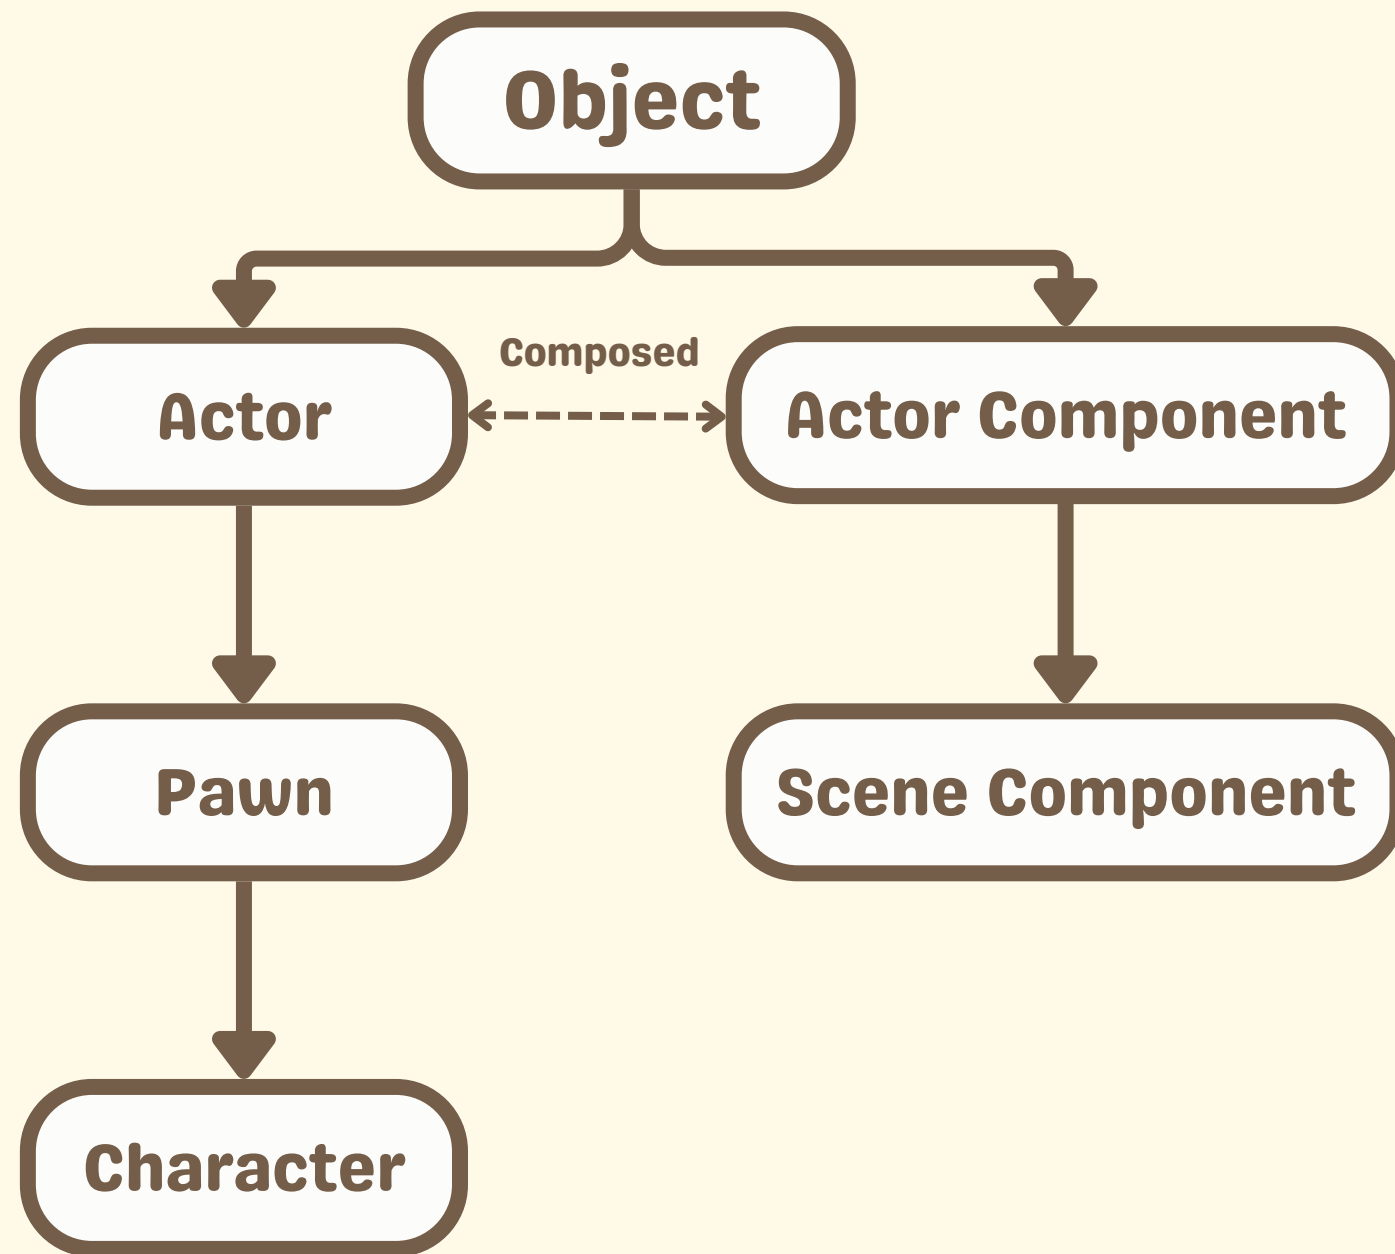 Object
Composed
Actor
Actor Component
Pawn
Scene Component
Character